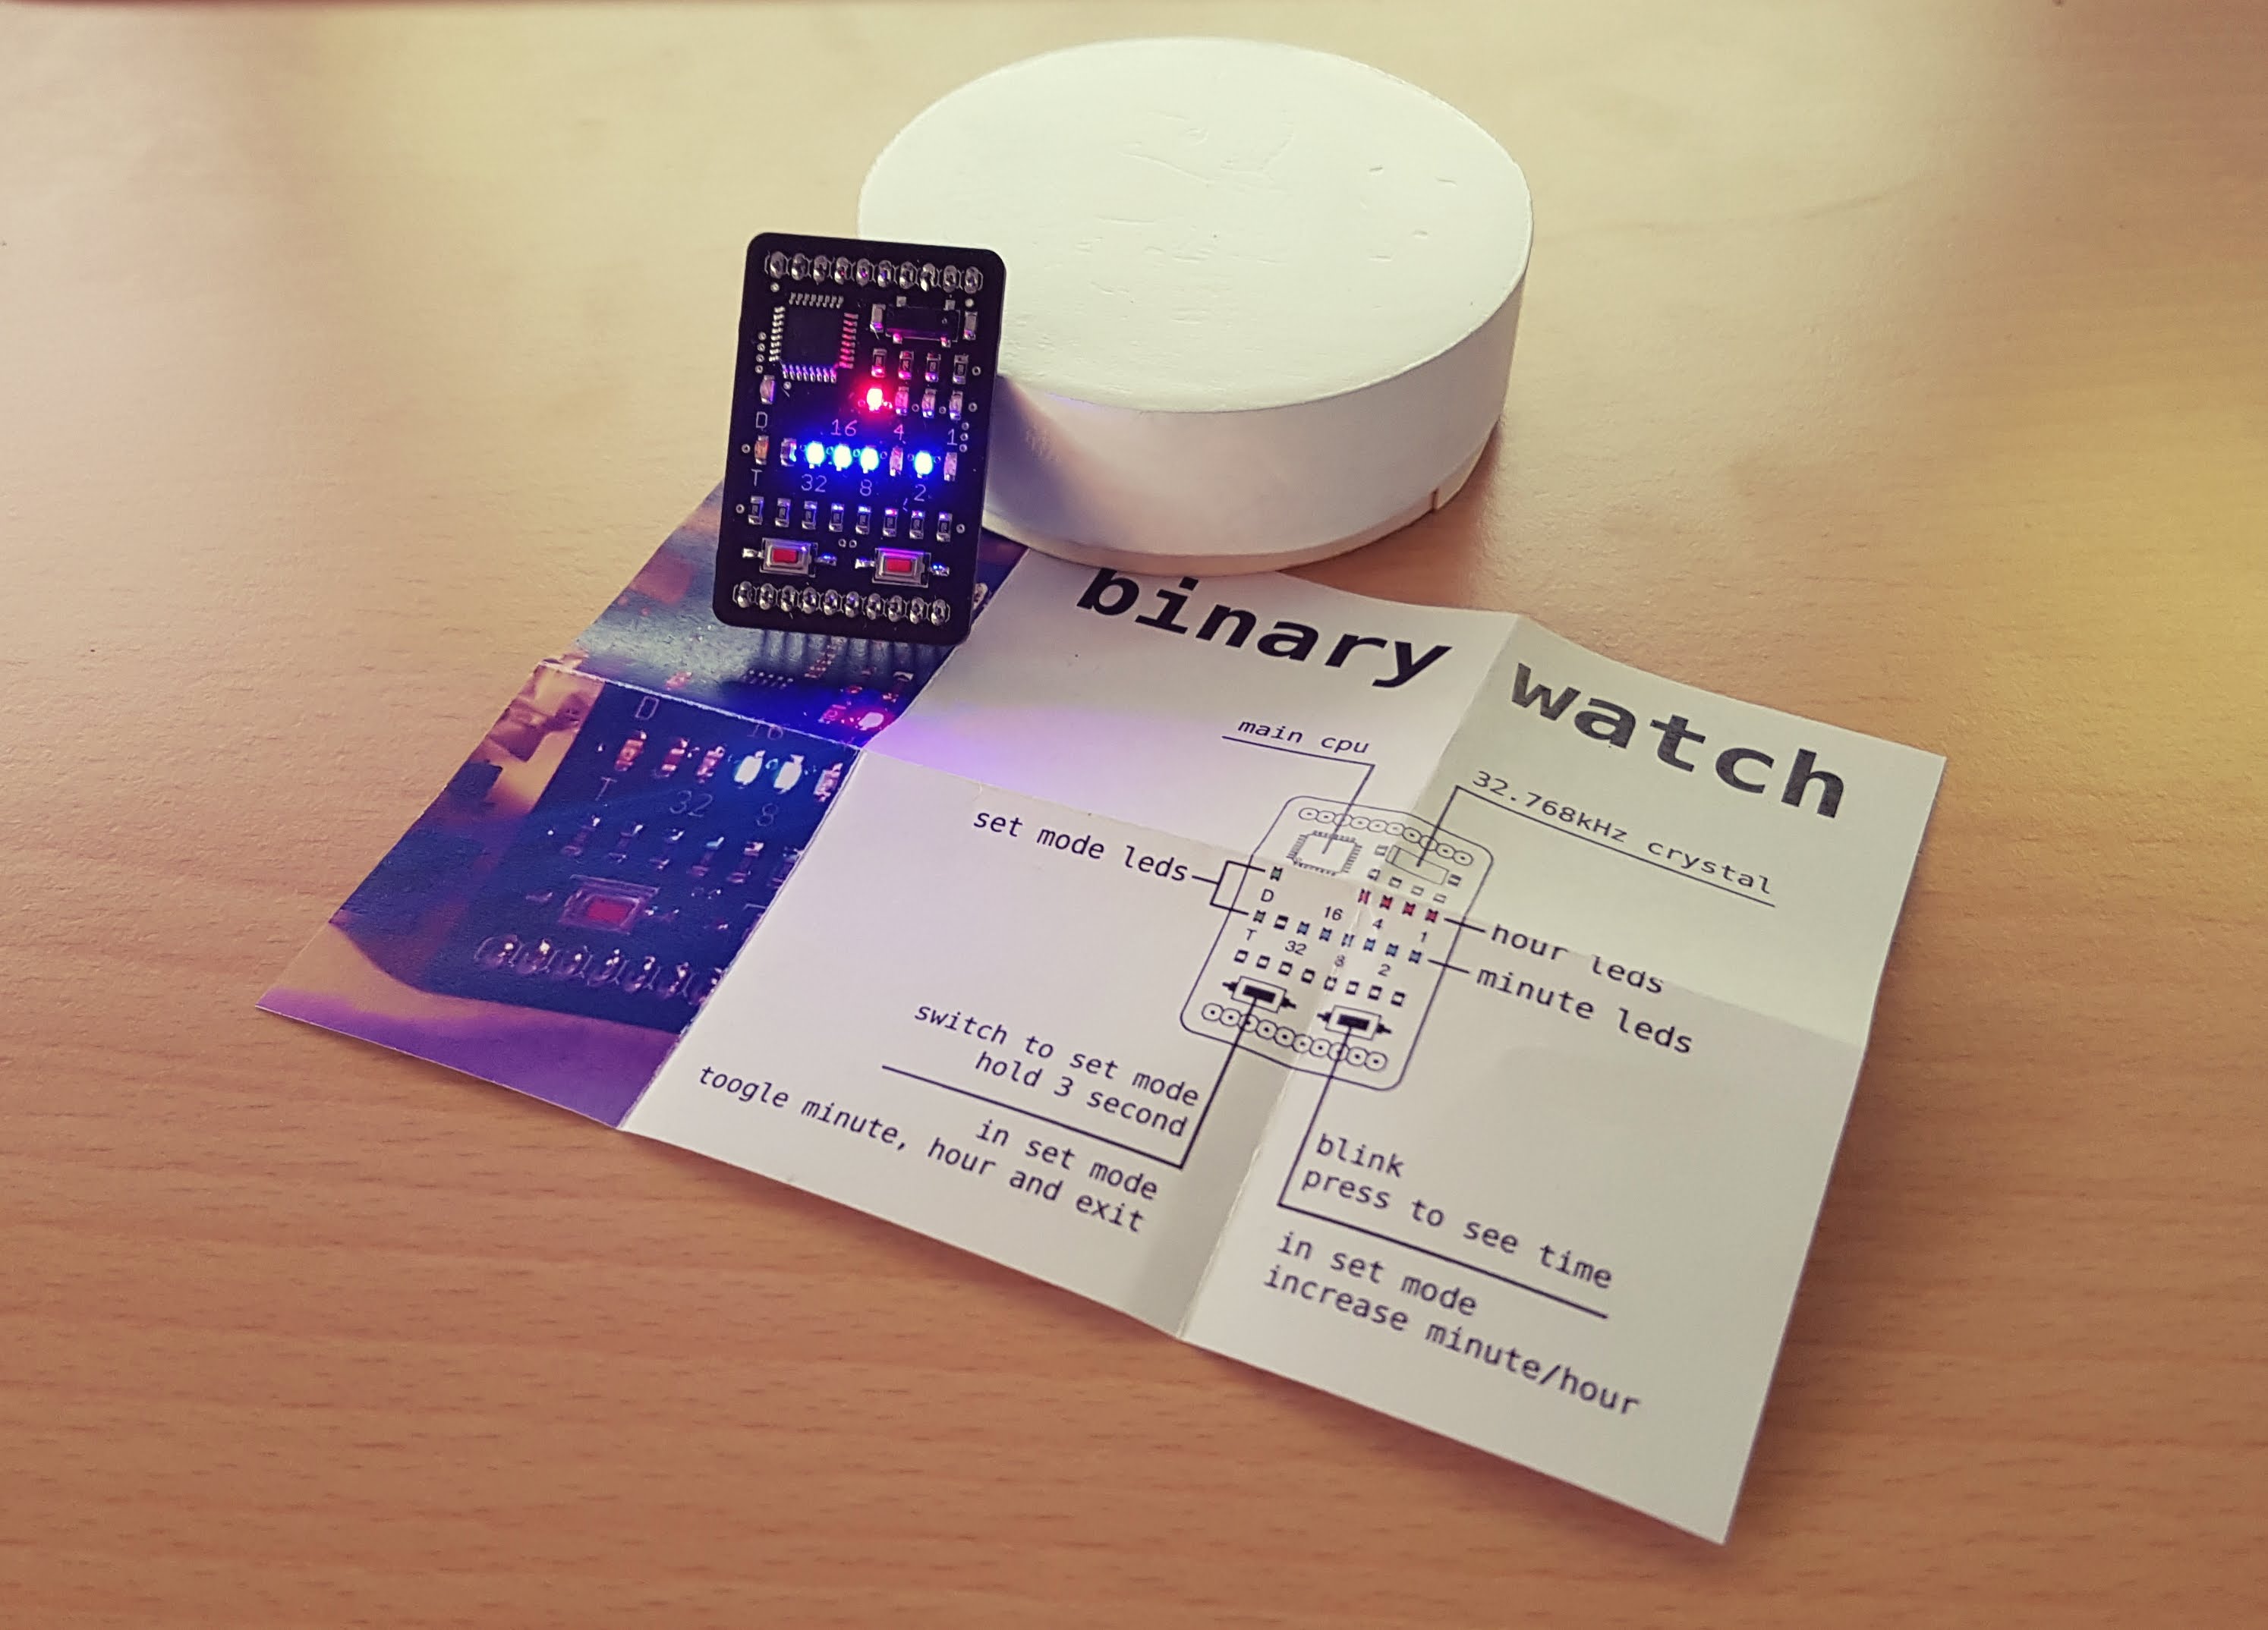 D
16 4 1
T 32 8 2
binary watch
main cpu
32.768kHz crystal
set mode leds
D
16 4 1
T 32 8 2
hour leds
minute leds
switch to set mode
hold 3 second
in set mode
toogle minute, hour and exit
blink
press to see time
in set mode
increase minute/hour
D
16
T 32 8